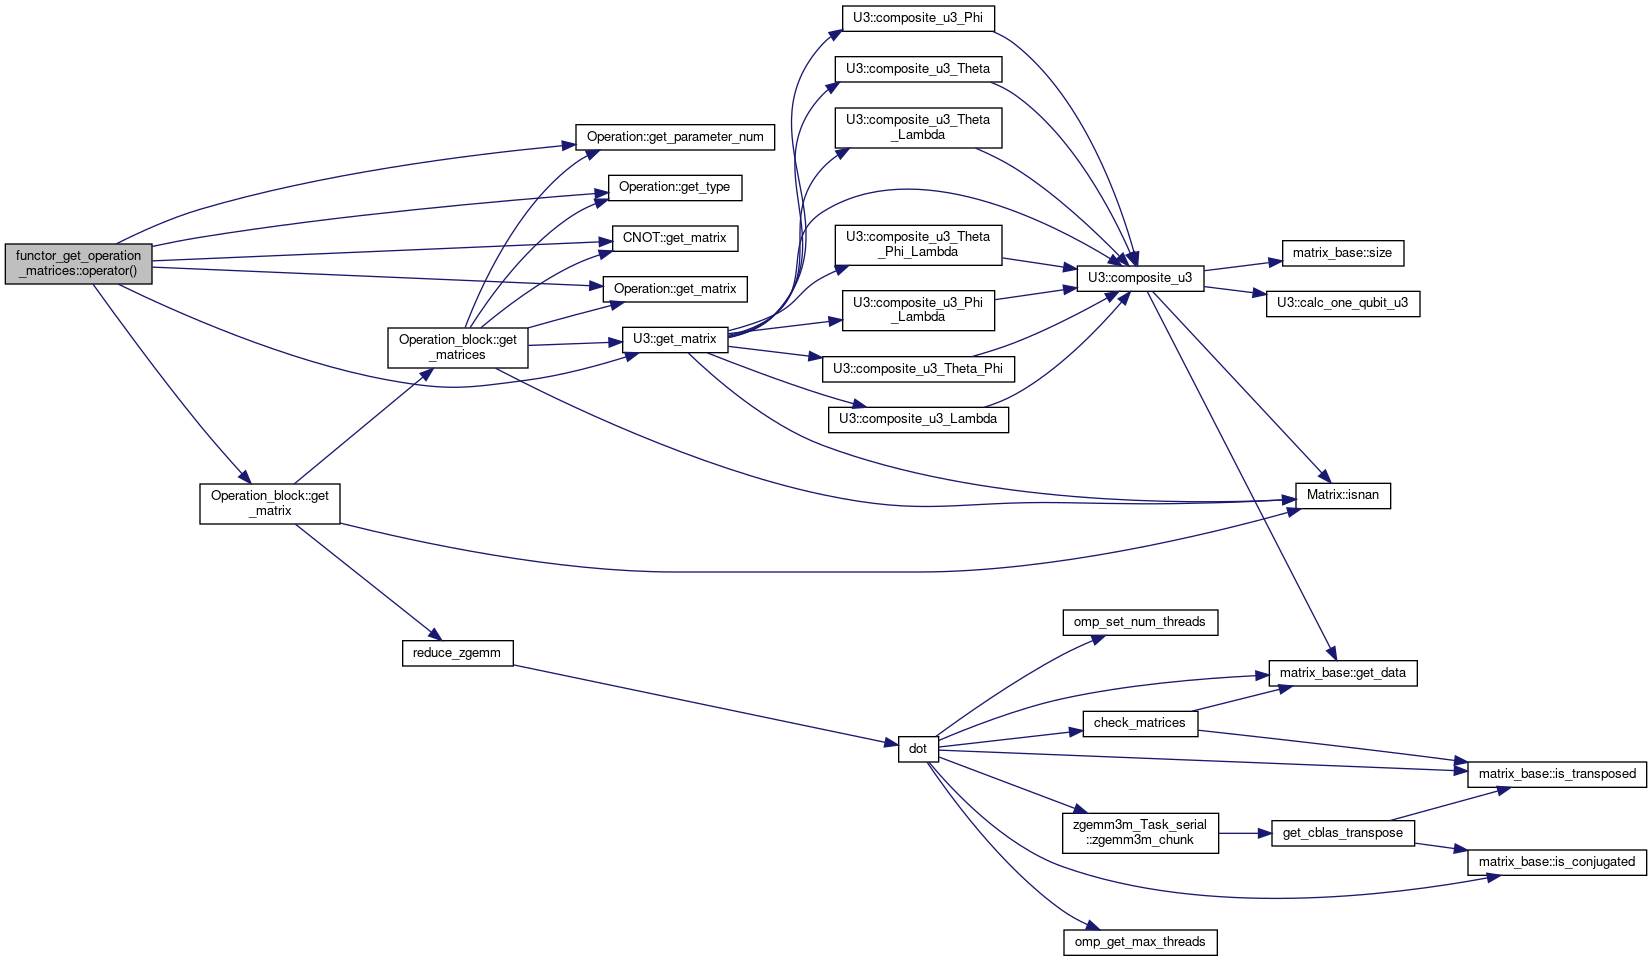 functor_get_operation
_matrices::operator()
Operation::get_parameter_num
Operation::get_type
CNOT::get_matrix
Operation::get_matrix
Operation_block::get
_matrices
U3::get_matrix
Operation_block::get
_matrix
reduce_zgemm
U3::composite_u3_Phi
U3::composite_u3_Theta
U3::composite_u3_Theta
_Lambda
U3::composite_u3_Theta
_Phi_Lambda
U3::composite_u3_Phi
_Lambda
U3::composite_u3_Theta_Phi
U3::composite_u3_Lambda
U3::composite_u3
matrix_base::size
U3::calc_one_qubit_u3
Matrix::isnan
omp_set_num_threads
matrix_base::get_data
check_matrices
dot
matrix_base::is_transposed
zgemm3m_Task_serial
::zgemm3m_chunk
get_cblas_transpose
matrix_base::is_conjugated
omp_get_max_threads